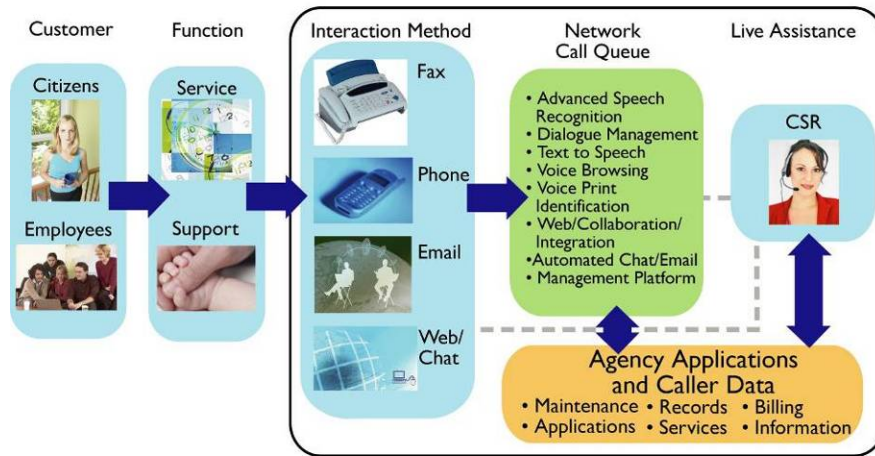 Customer
Function
Interaction Method
Network
Call Queue
Live Assistance
Citizens
Employees
Service
Support
Fax
Phone
Email
Web/
Chat
• Advanced Speech
Recognition
• Dialogue Management
• Text to Speech
• Voice Browsing
• Voice Print
Identification
• Web/Collaboration/
Integration
•Automated Chat/Email
• Management Platform
CSR
Agency Applications
and Caller Data
• Maintenance • Records • Billing
• Applications • Services • Information